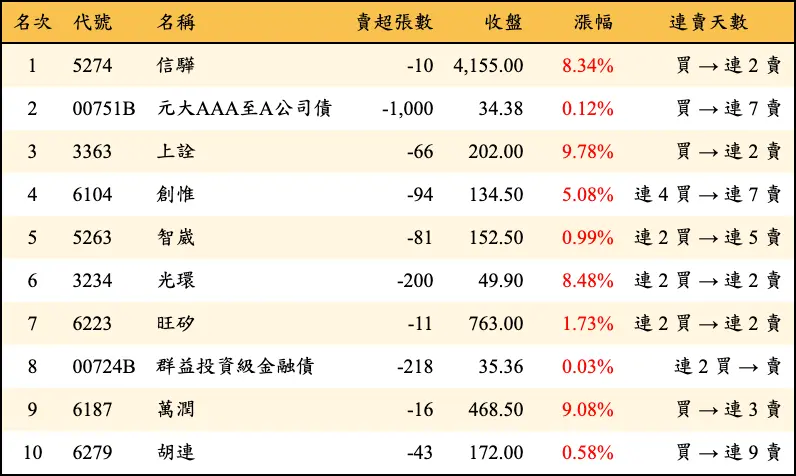 名次 代號 名稱 賣超張數 收盤 漲幅 連賣天數
1 5274 信驊 -10 4,155.00 8.34% 買 → 連 2 賣
2 00751B 元大AAA至A公司債 -1,000 34.38 0.12% 買 → 連 7 賣
3 3363 上詮 -66 202.00 9.78% 買 → 連 2 賣
4 6104 創惟 -94 134.50 5.08% 連 4 買 → 連 7 賣
5 5263 智崴 -81 152.50 0.99% 連 2 買 → 連 5 賣
6 3234 光環 -200 49.90 8.48% 連 2 買 → 連 2 賣
7 6223 旺矽 -11 763.00 1.73% 連 2 買 → 連 2 賣
8 00724B 群益投資級金融債 -218 35.36 0.03% 連 2 買 → 賣
9 6187 萬潤 -16 468.50 9.08% 買 → 連 3 賣
10 6279 胡連 -43 172.00 0.58% 買 → 連 9 賣